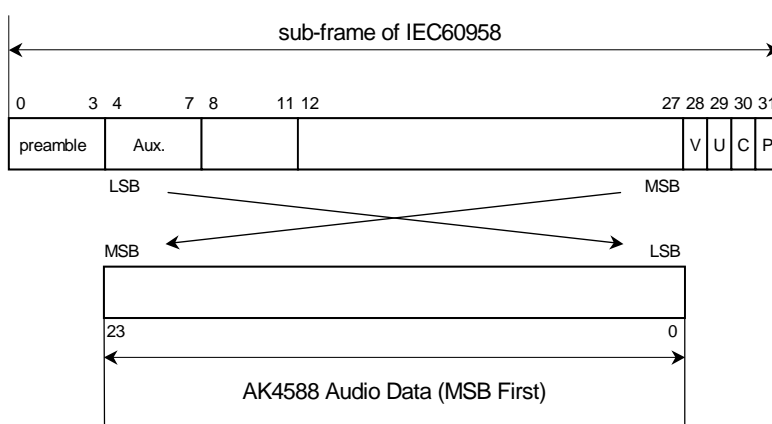 sub-frame of IEC60958
0 3 4 7 8 11 12 27 28 29 30 31
preamble Aux. V U C P
LSB MSB
MSB LSB
23 0
AK4588 Audio Data (MSB First)